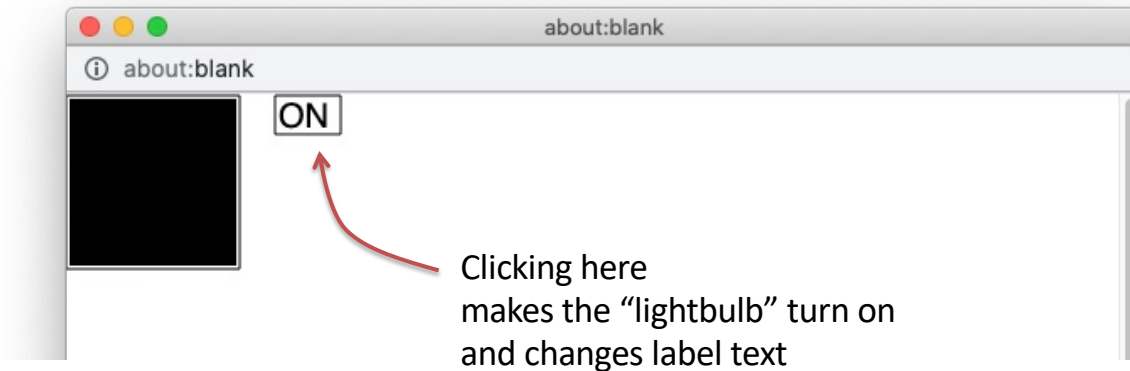 about:blank
about:blank
ON
Clicking here
makes the “lightbulb” turn on
and changes label text